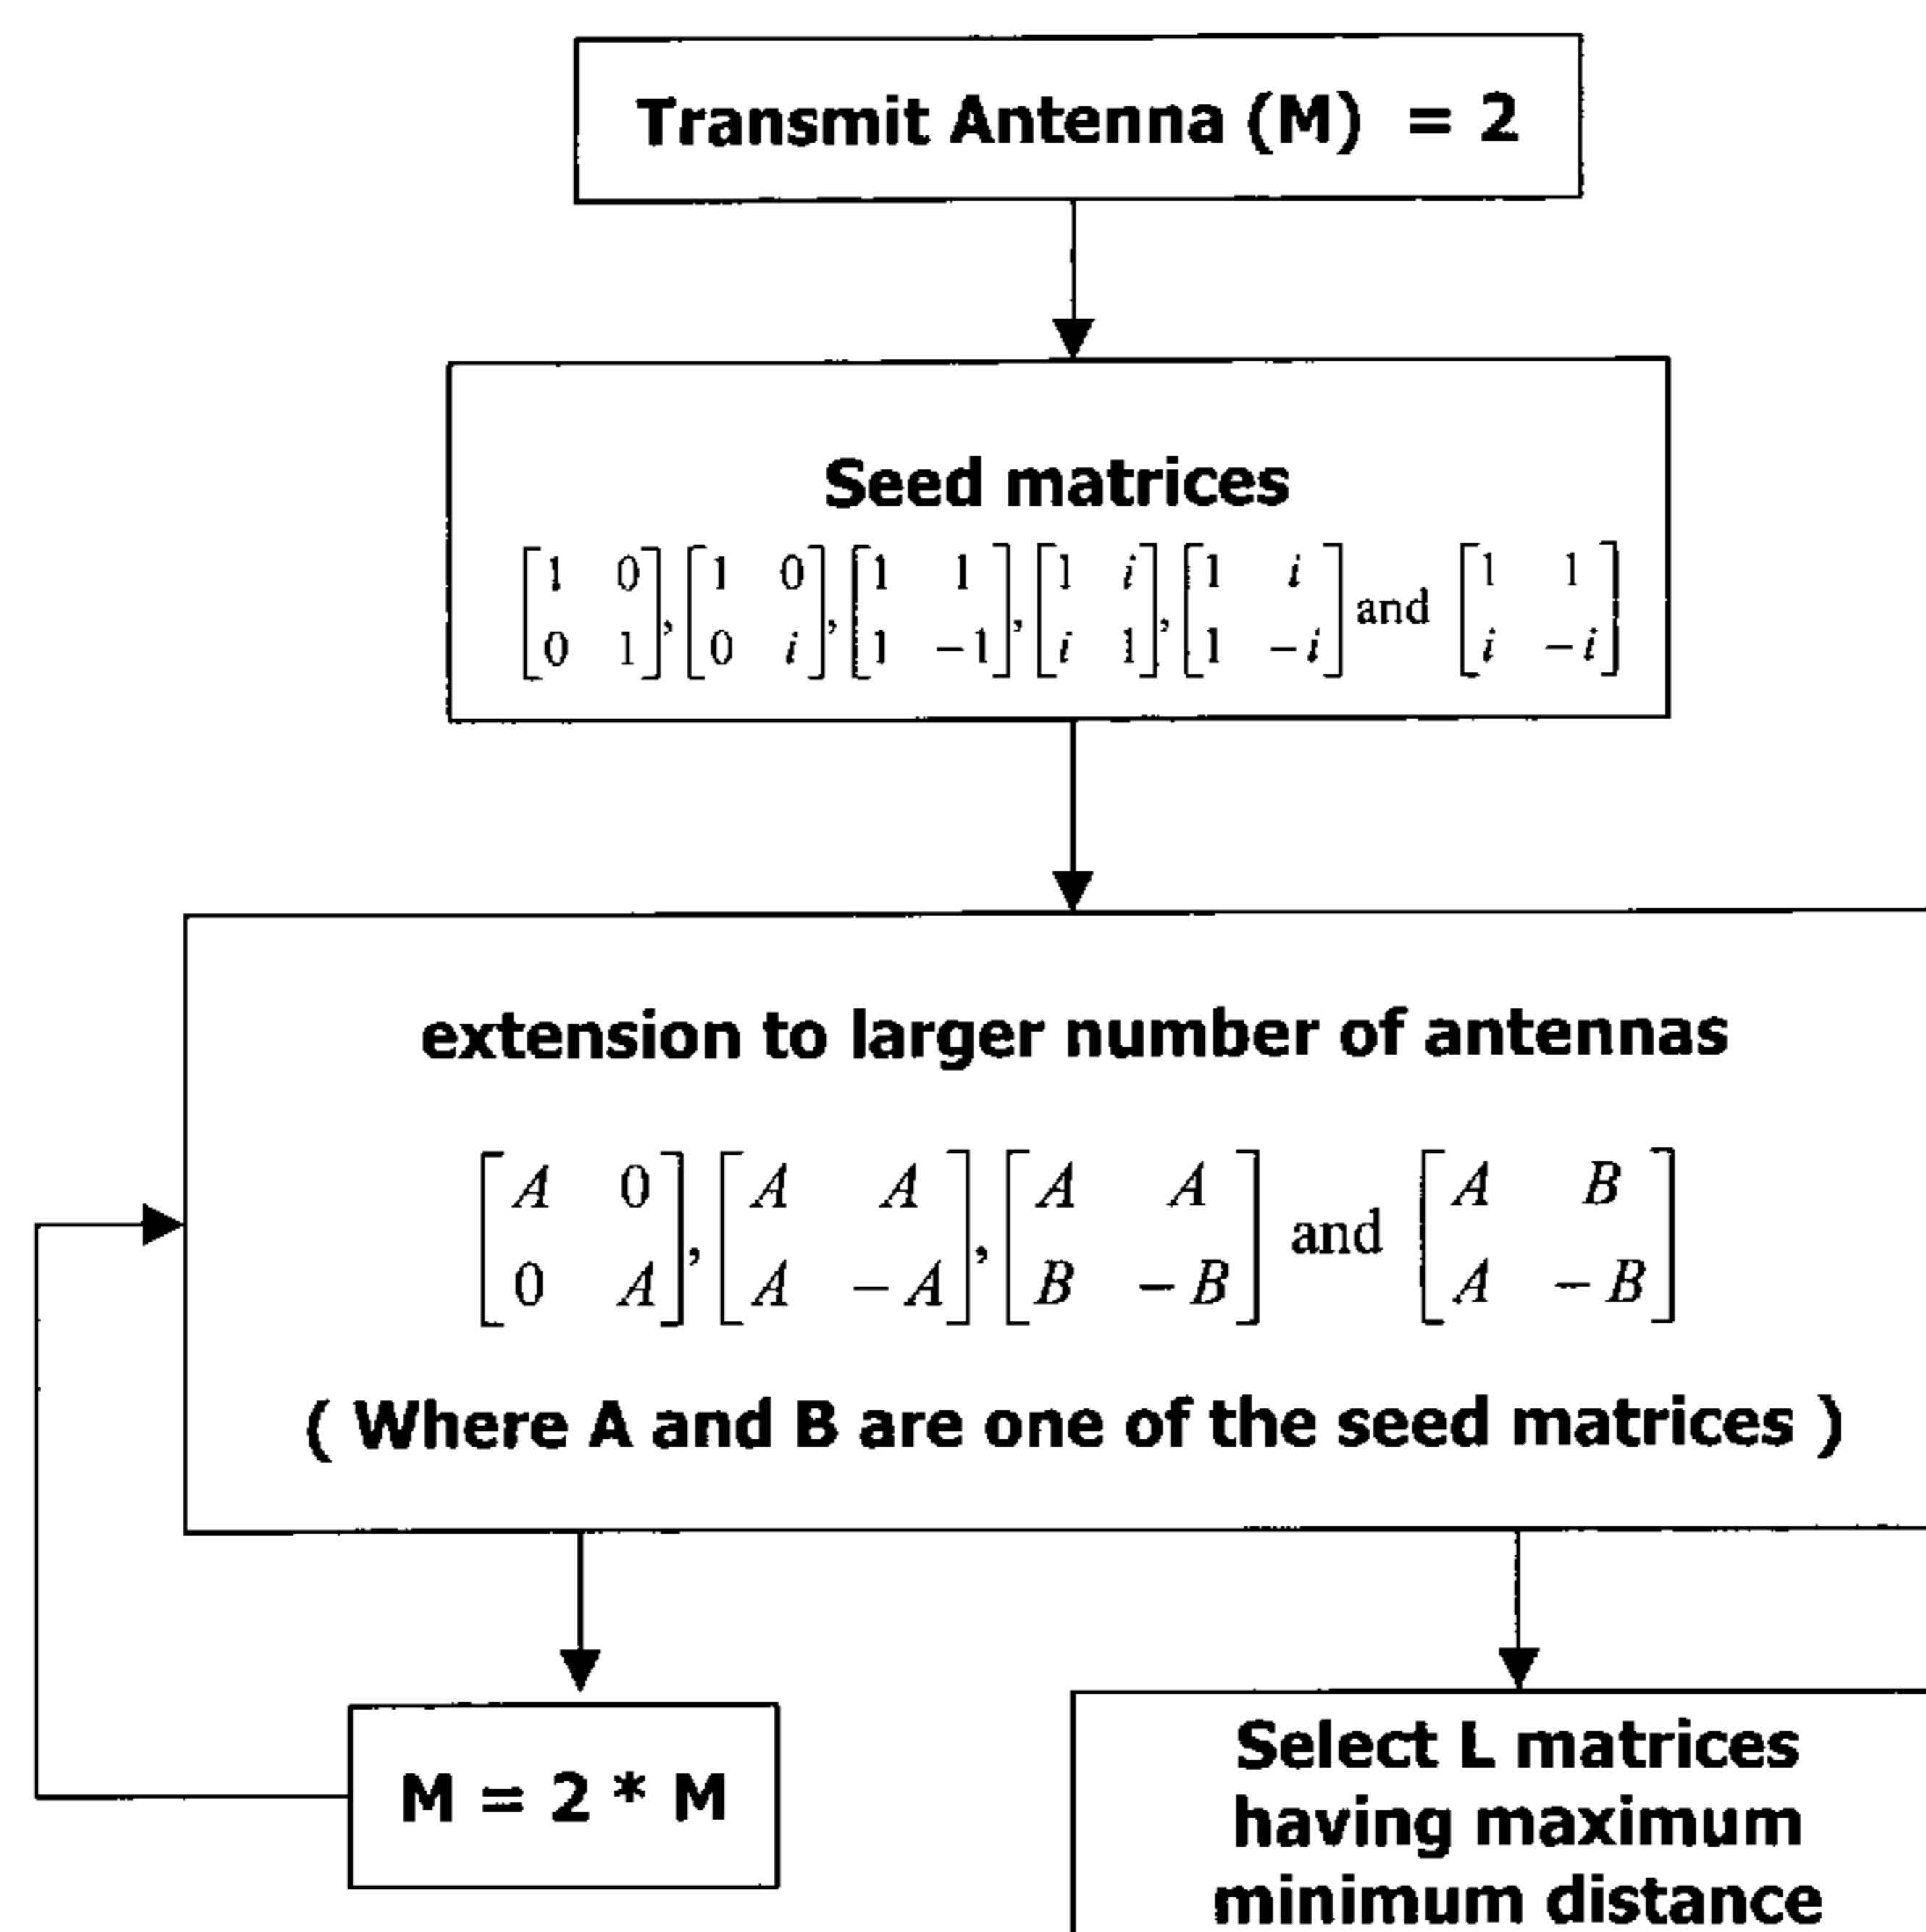 Transmit Antenna (M) = 2
Seed matrices
[1 0; 0 1], [1 0; 0 i], [1 1; 1 -1], [1 i; i 1], [1 i; 1 -i] and [1 1; i -i]
extension to larger number of antennas
[A 0; 0 A], [A A; A -A], [A A; B -B] and [A B; A -B]
( Where A and B are one of the seed matrices )
M = 2 * M
Select L matrices
having maximum
minimum distance